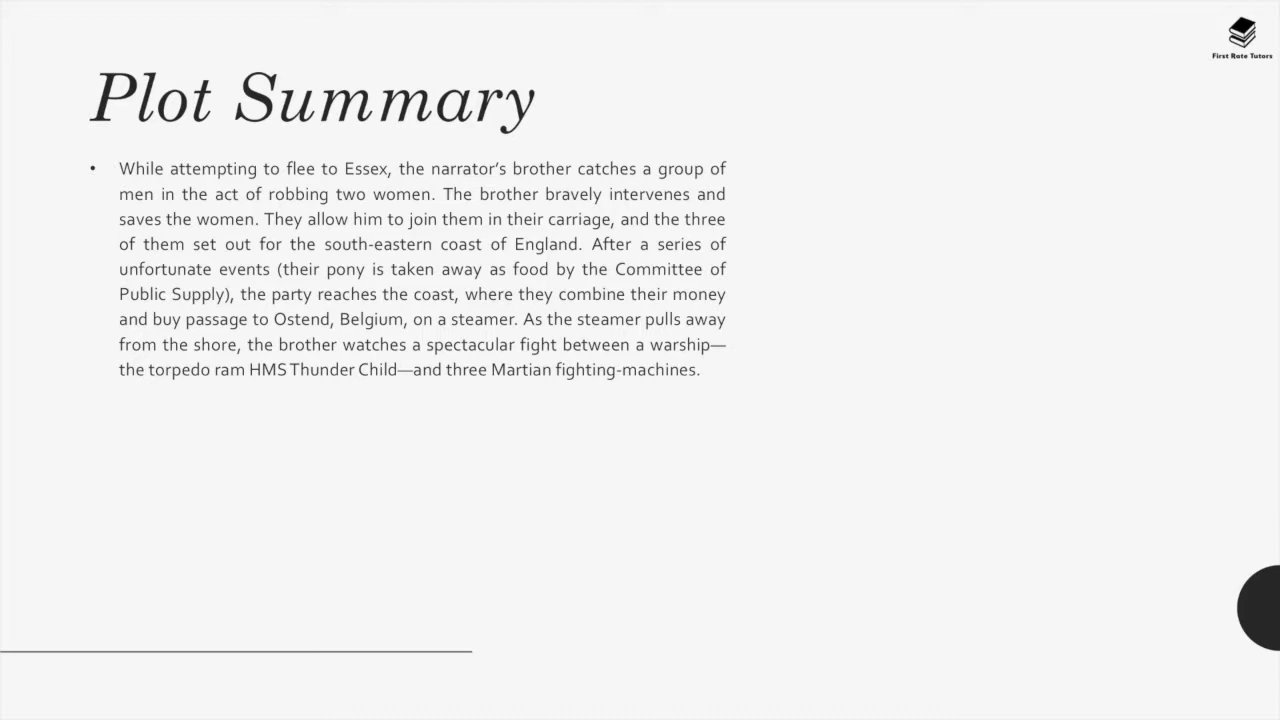 First Rate Tutors
Plot Summary
• While attempting to flee to Essex, the narrator’s brother catches a group of
men in the act of robbing two women. The brother bravely intervenes and
saves the women. They allow him to join them in their carriage, and the three
of them set out for the south-eastern coast of England. After a series of
unfortunate events (their pony is taken away as food by the Committee of
Public Supply), the party reaches the coast, where they combine their money
and buy passage to Ostend, Belgium, on a steamer. As the steamer pulls away
from the shore, the brother watches a spectacular fight between a warship—
the torpedo ram HMS Thunder Child—and three Martian fighting-machines.